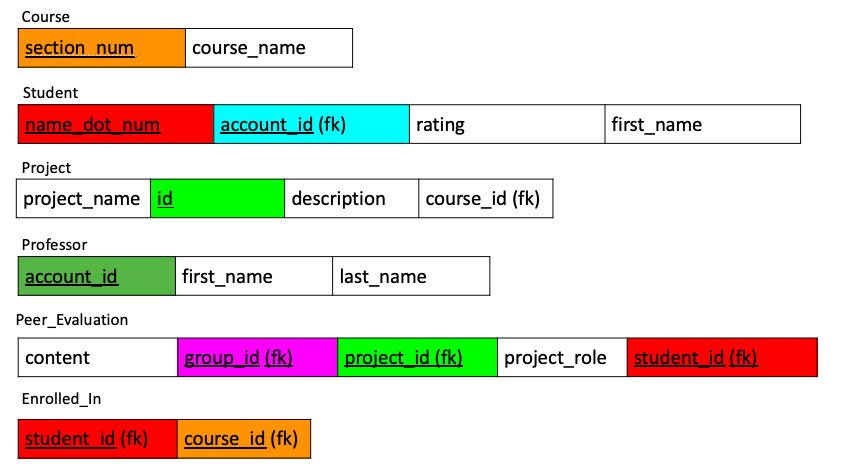 Course
section_num course_name
Student
name_dot_num account_id (fk) rating first_name
Project
project_name id description course_id (fk)
Professor
account_id first_name last_name
Peer_Evaluation
content group_id (fk) project_id (fk) project_role student_id (fk)
Enrolled_In
student_id (fk) course_id (fk)